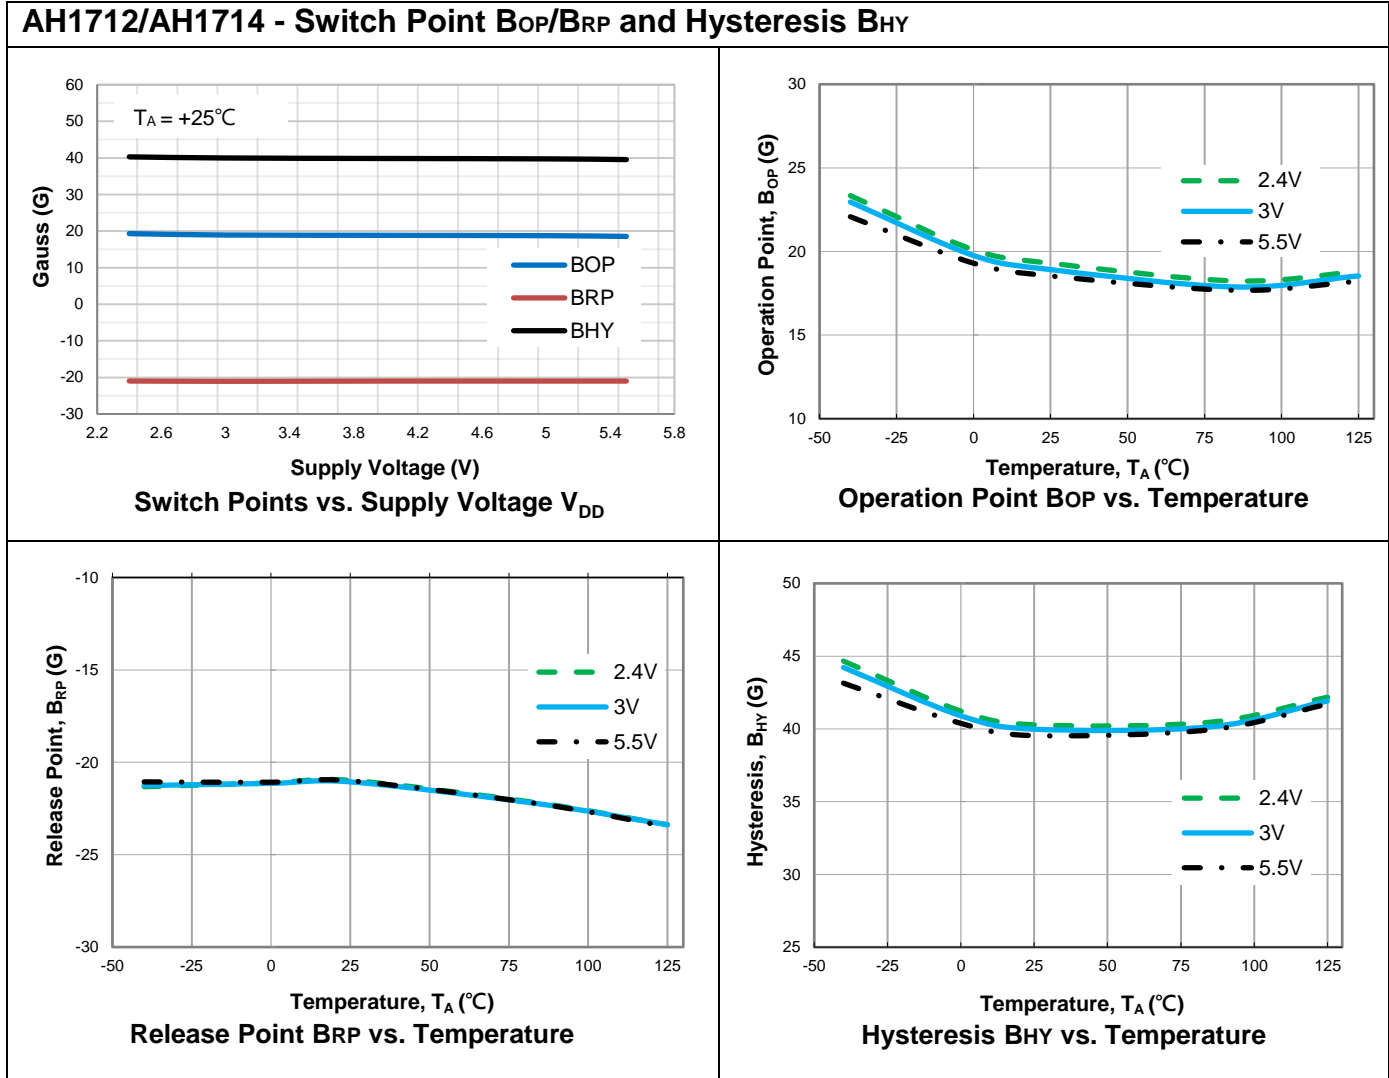 AH1712/AH1714 - Switch Point BOP/BRP and Hysteresis BHY
60
50
40
30
20
10
0
-10
-20
-30
Gauss (G)
TA = +25℃
BOP
BRP
BHY
2.2 2.6 3 3.4 3.8 4.2 4.6 5 5.4 5.8
Supply Voltage (V)
Switch Points vs. Supply Voltage VDD
30
25
20
15
10
Operation Point, BOP (G)
2.4V
3V
5.5V
-50 -25 0 25 50 75 100 125
Temperature, TA (℃)
Operation Point BOP vs. Temperature
-10
-15
-20
-25
-30
Release Point, BRP (G)
2.4V
3V
5.5V
-50 -25 0 25 50 75 100 125
Temperature, TA (℃)
Release Point BRP vs. Temperature
50
45
40
35
30
25
Hysteresis, BHY (G)
2.4V
3V
5.5V
-50 -25 0 25 50 75 100 125
Temperature, TA (℃)
Hysteresis BHY vs. Temperature